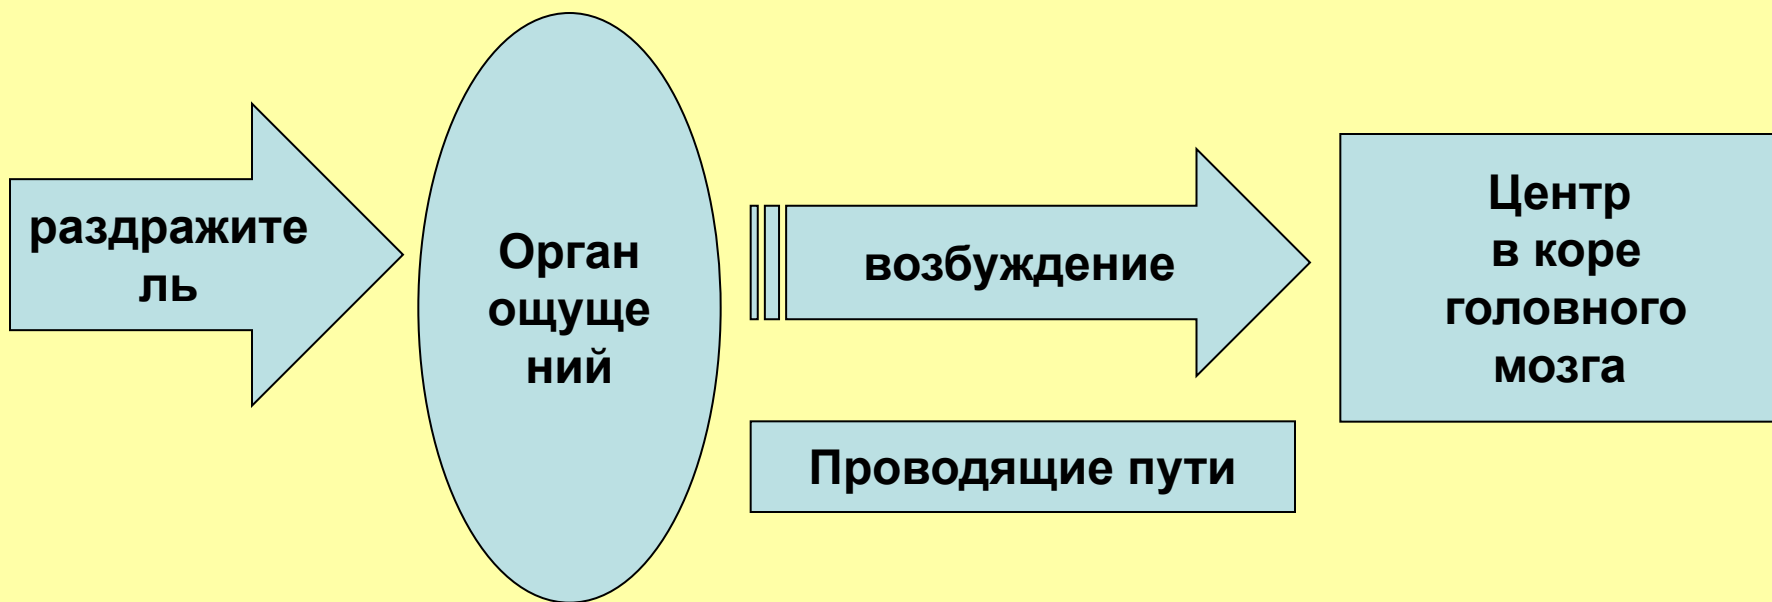 раздражите
ль
Орган
ощуще
ний
возбуждение
Проводящие пути
Центр
в коре
головного
мозга